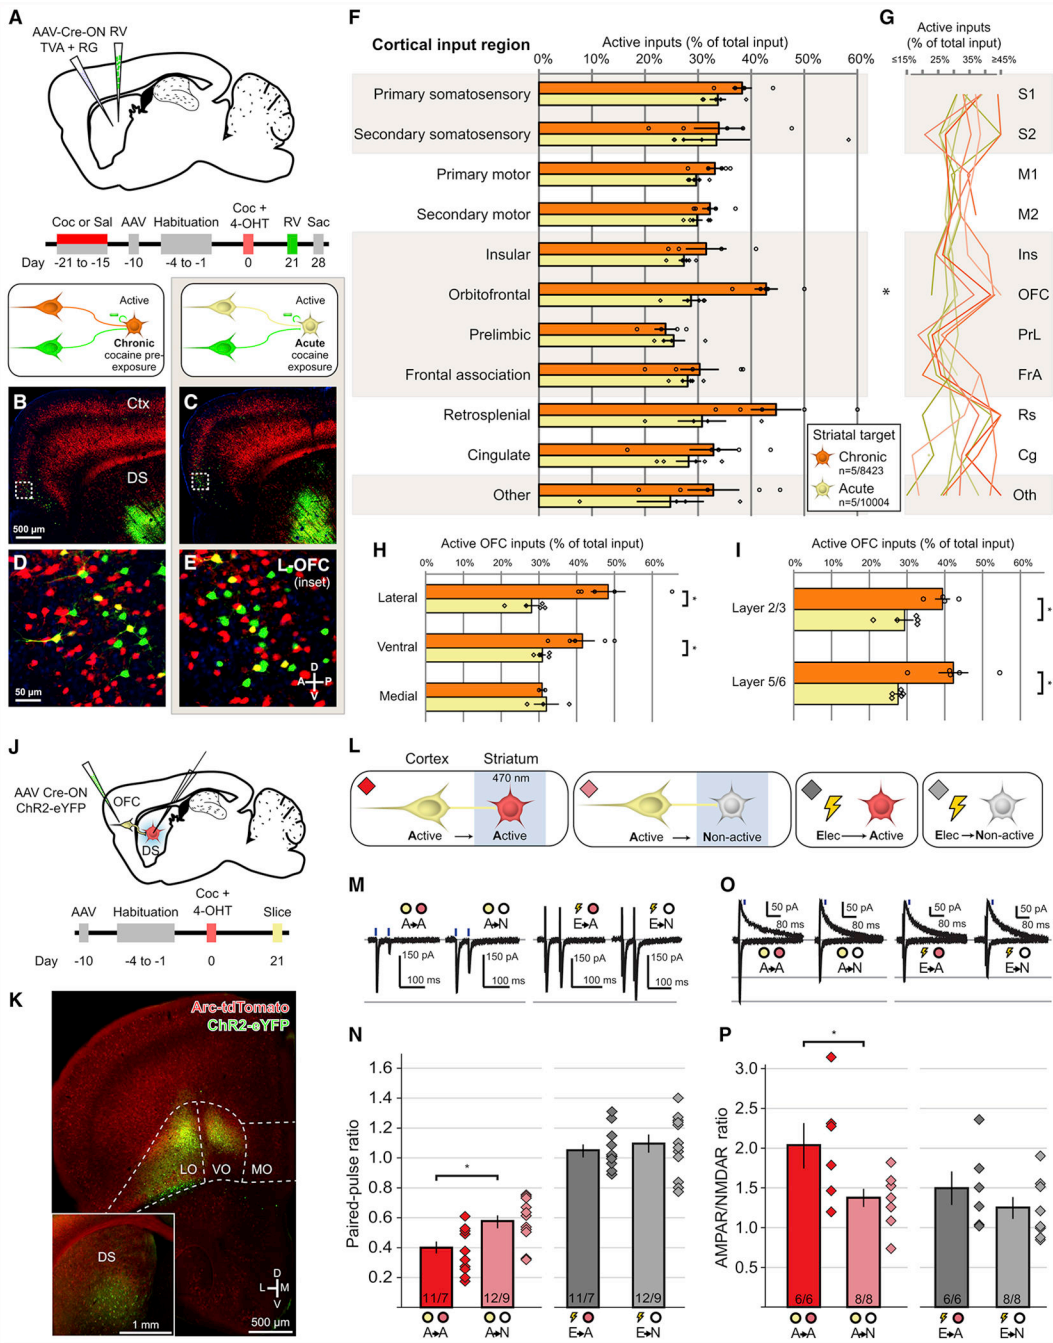 A
AAV-Cre-ON RV
TVA + RG
Coc or Sal
AAV
Habituation
Coc +
4-OHT
RV
Sac
Day
-21 to -15
-10
-4 to -1
0
21
28
Active
Chronic
cocaine pre-
exposure
Active
Acute
cocaine
exposure
B
Ctx
DS
500 µm
C
D
50 µm
E
L-OFC
(inset)
D
A P
V
F
Cortical input region
Active inputs (% of total input)
0% 10% 20% 30% 40% 50% 60%
Primary somatosensory
Secondary somatosensory
Primary motor
Secondary motor
Insular
Orbitofrontal
*
Prelimbic
Frontal association
Retrosplenial
Cingulate
Other
Striatal target
Chronic
n=5/8423
Acute
n=5/10004
G
Active inputs
(% of total input)
≤15% 25% 35% ≥45%
S1
S2
M1
M2
Ins
OFC
PrL
FrA
Rs
Cg
Oth
H
Active OFC inputs (% of total input)
0% 10% 20% 30% 40% 50% 60%
Lateral
*
Ventral
*
Medial
I
Active OFC inputs (% of total input)
0% 10% 20% 30% 40% 50% 60%
Layer 2/3
*
Layer 5/6
*
J
AAV Cre-ON
ChR2-eYFP
OFC
DS
AAV
Habituation
Coc +
4-OHT
Slice
Day
-10
-4 to -1
0
21
K
Arc-tdTomato
ChR2-eYFP
LO
VO
MO
DS
1 mm
D
L M
V
500 µm
L
Cortex
Striatum
470 nm
Active → Active
Active → Non-active
Elec → Active
Elec → Non-active
M
A→A
A→N
E→A
E→N
150 pA
100 ms
150 pA
100 ms
150 pA
100 ms
150 pA
100 ms
O
50 pA
80 ms
50 pA
80 ms
50 pA
80 ms
50 pA
80 ms
A→A
A→N
E→A
E→N
N
Paired-pulse ratio
1.6
1.4
1.2
1.0
0.8
0.6
0.4
0.2
*
11/7
12/9
11/7
12/9
A→A
A→N
E→A
E→N
P
AMPAR/NMDAR ratio
3.0
2.5
2.0
1.5
1.0
0.5
*
6/6
8/8
6/6
8/8
A→A
A→N
E→A
E→N